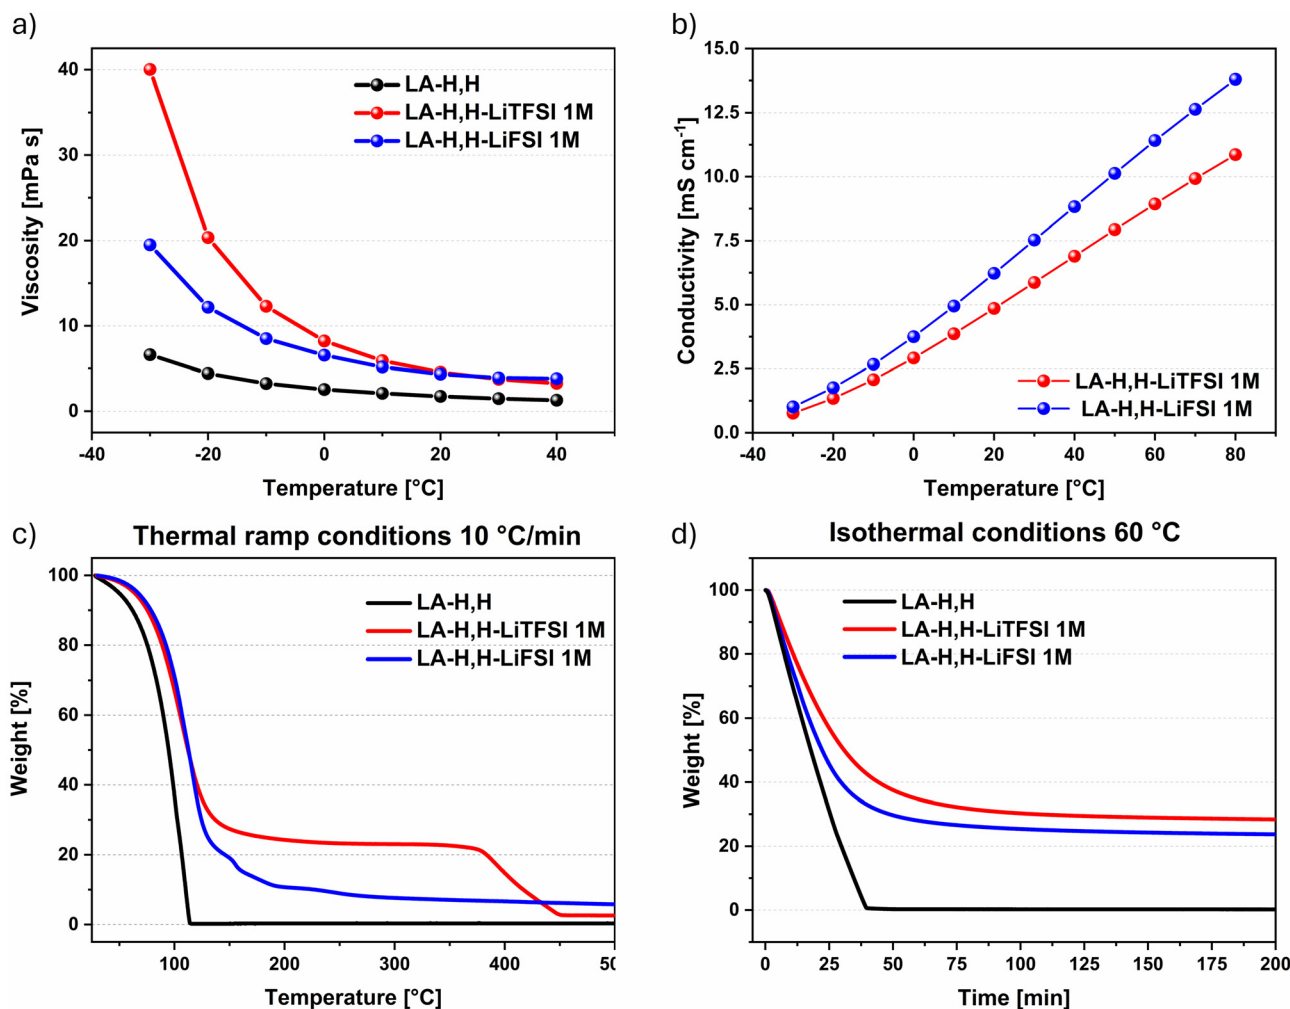 a)
Viscosity [mPa s]
40
30
20
10
0
-40
-20
0
20
40
Temperature [°C]
LA-H,H
LA-H,H-LiTFSI 1M
LA-H,H-LiFSI 1M
b)
Conductivity [mS cm⁻¹]
15.0
12.5
10.0
7.5
5.0
2.5
0.0
-40
-20
0
20
40
60
80
Temperature [°C]
LA-H,H-LiTFSI 1M
LA-H,H-LiFSI 1M
c)
Thermal ramp conditions 10 °C/min
Weight [%]
100
80
60
40
20
0
100
200
300
400
50
Temperature [°C]
LA-H,H
LA-H,H-LiTFSI 1M
LA-H,H-LiFSI 1M
d)
Isothermal conditions 60 °C
Weight [%]
100
80
60
40
20
0
0
25
50
75
100
125
150
175
200
Time [min]
LA-H,H
LA-H,H-LiTFSI 1M
LA-H,H-LiFSI 1M